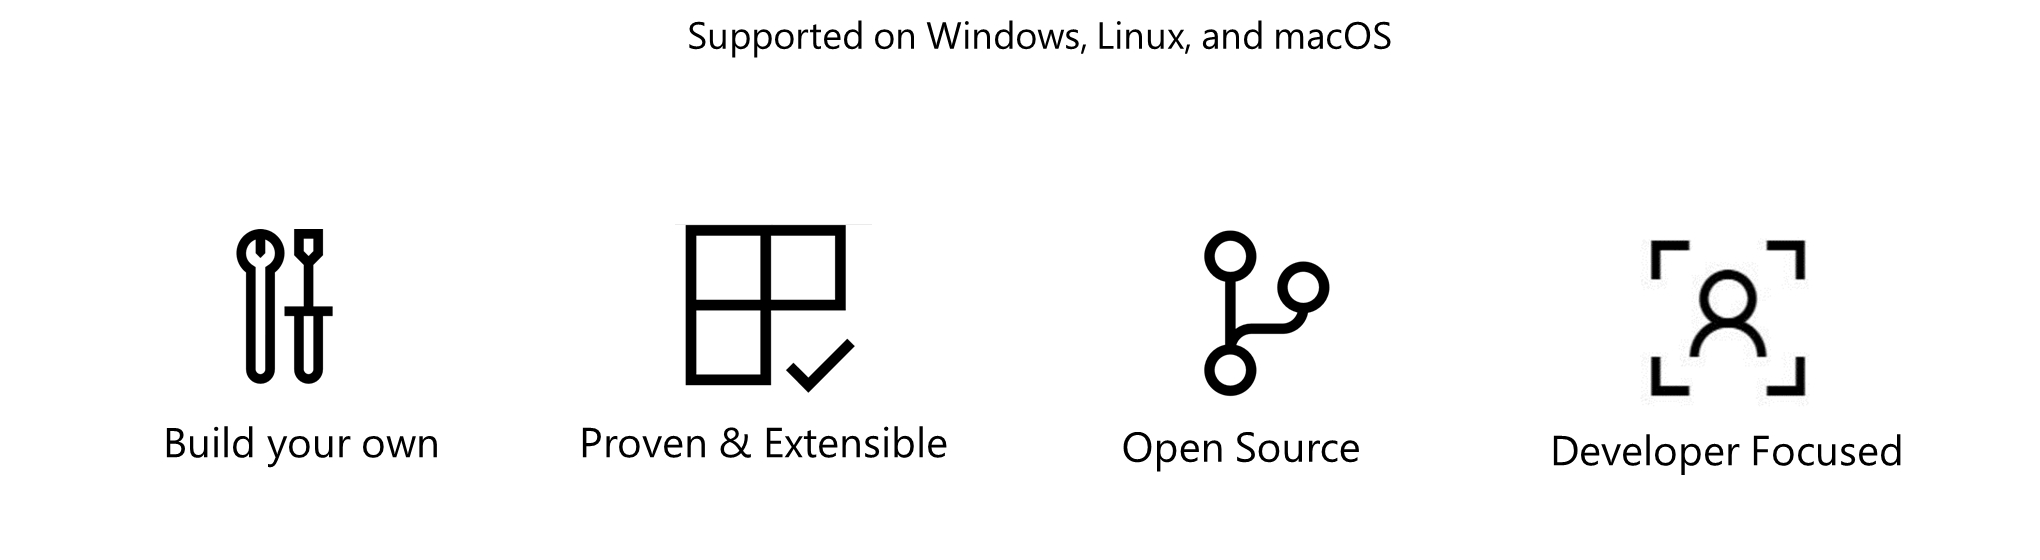 Supported on Windows, Linux, and macOS
Build your own
Proven & Extensible
Open Source
Developer Focused